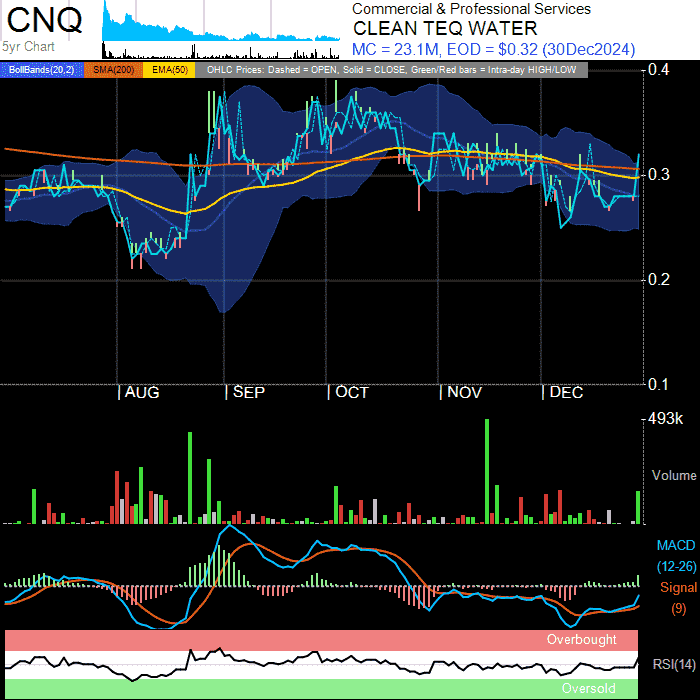 CNQ
5yr Chart
Commercial & Professional Services
CLEAN TEQ WATER
MC = 23.1M, EOD = $0.32 (30Dec2024)
BollBands(20,2) SMA(200) EMA(50) OHLC Prices: Dashed = OPEN, Solid = CLOSE, Green/Red bars = Intra-day HIGH/LOW
0.4
0.3
0.2
0.1
AUG SEP OCT NOV DEC
493k
Volume
MACD
(12-26)
Signal
(9)
Overbought
RSI(14)
Oversold